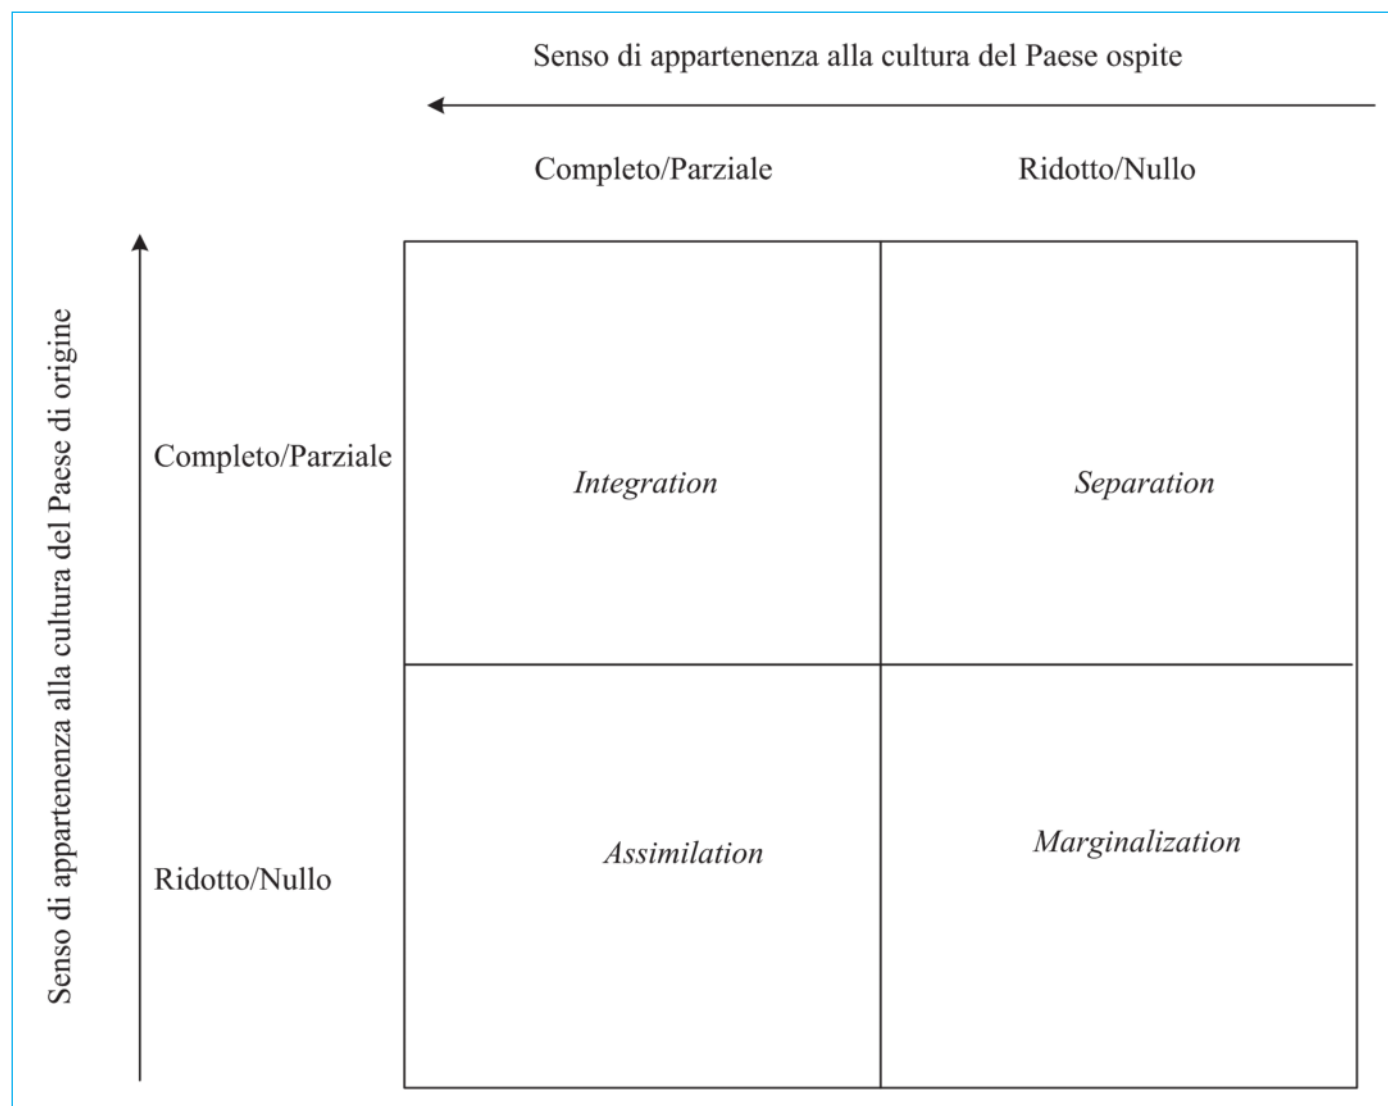 Senso di appartenenza alla cultura del Paese ospite
Completo/Parziale
Ridotto/Nullo
Senso di appartenenza alla cultura del Paese di origine
Completo/Parziale
Integration
Separation
Ridotto/Nullo
Assimilation
Marginalization